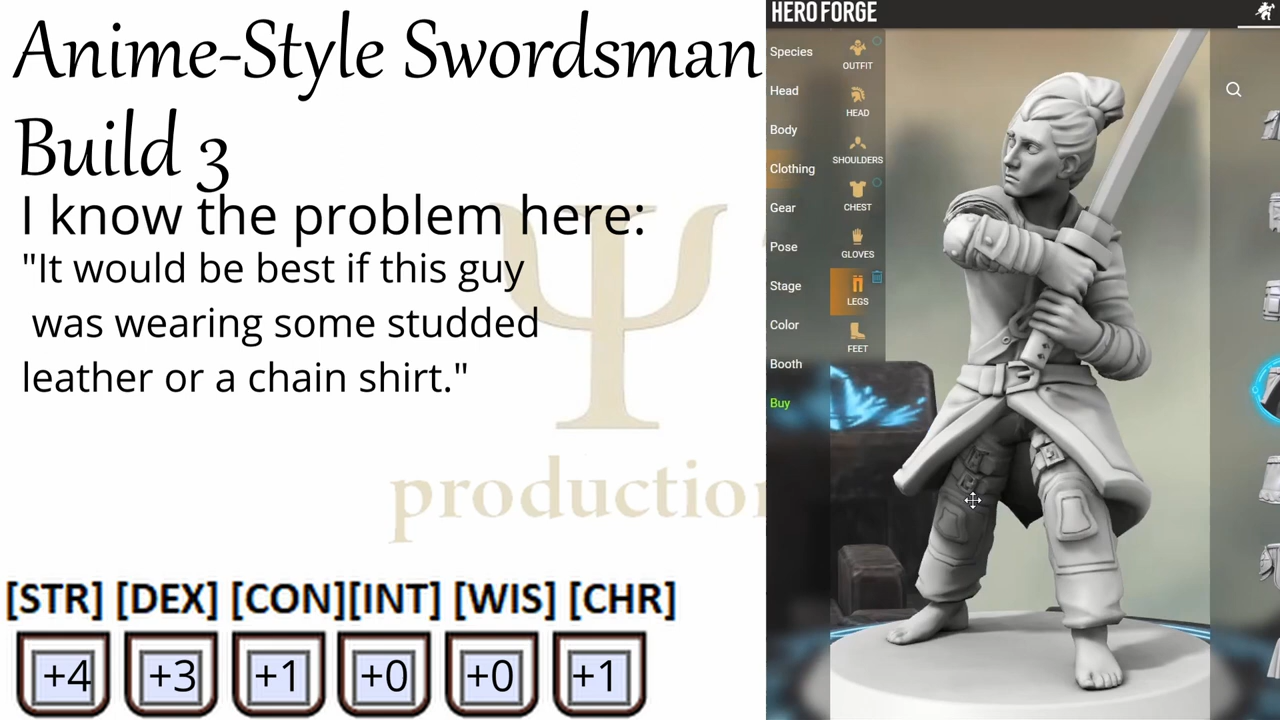 Anime-Style Swordsman
Build 3
I know the problem here:
"It would be best if this guy
was wearing some studded
leather or a chain shirt."
Ψ
production
[STR] [DEX] [CON][INT] [WIS] [CHR]
+4 +3 +1 +0 +0 +1
HERO FORGE
Species
Head
Body
Clothing
Gear
Pose
Stage
Color
Booth
Buy
OUTFIT
HEAD
SHOULDERS
CHEST
GLOVES
LEGS
FEET